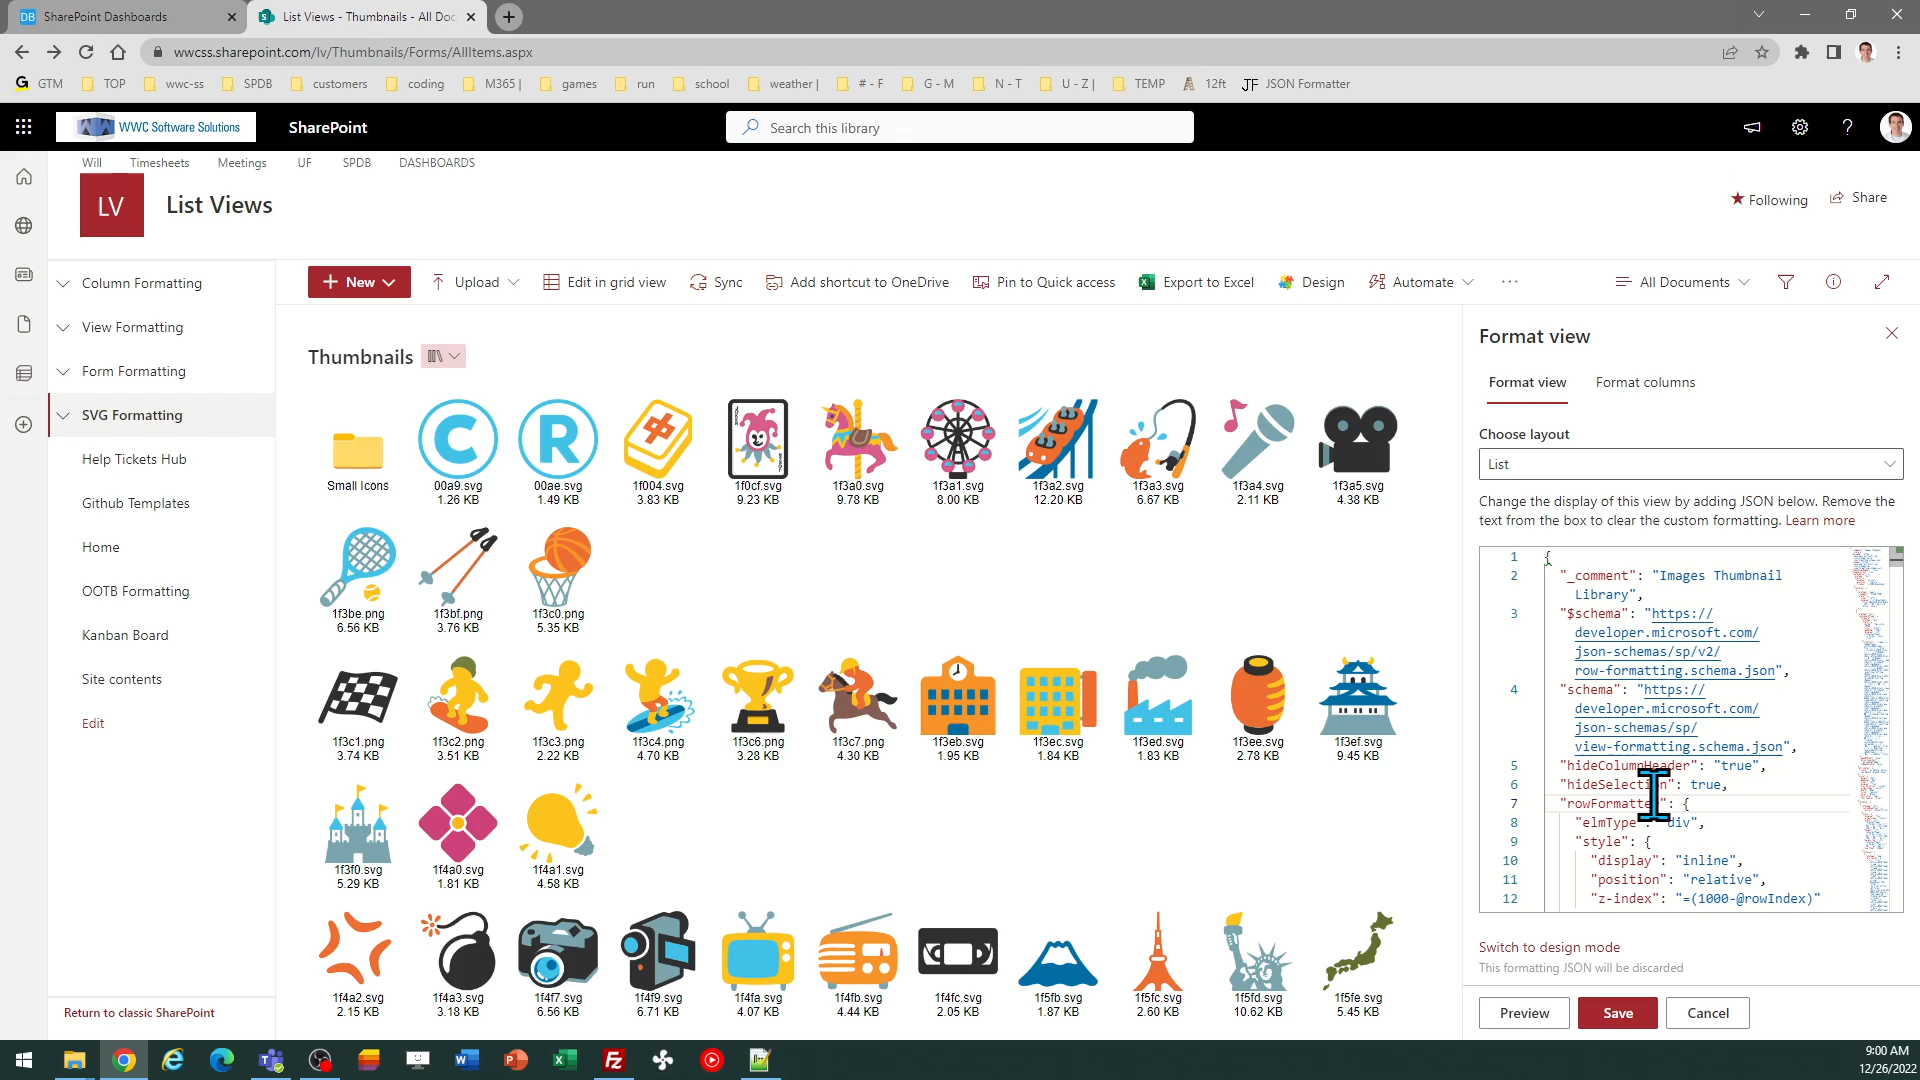 SharePoint Dashboards
List Views - Thumbnails - All Doc
wwcss.sharepoint.com/lv/Thumbnails/Forms/AllItems.aspx
GTM TOP wwc-ss SPDB customers coding M365 | games run school weather | # - F G - M N - T U - Z | TEMP 12ft JSON Formatter
WWC Software Solutions
SharePoint
Search this library
Will Timesheets Meetings UF SPDB DASHBOARDS
LV
List Views
Following
Share
Column Formatting
View Formatting
Form Formatting
SVG Formatting
Help Tickets Hub
Github Templates
Home
OOTB Formatting
Kanban Board
Site contents
Edit
Return to classic SharePoint
New Upload Edit in grid view Sync Add shortcut to OneDrive Pin to Quick access Export to Excel Design Automate ... All Documents
Thumbnails
Small Icons 00a9.svg 00ae.svg 1f004.svg 1f0cf.svg 1f3a0.svg 1f3a1.svg 1f3a2.svg 1f3a3.svg 1f3a4.svg 1f3a5.svg
1.26 KB 1.49 KB 3.83 KB 9.23 KB 9.78 KB 8.00 KB 12.20 KB 6.67 KB 2.11 KB 4.38 KB
1f3be.png 1f3bf.png 1f3c0.png
6.56 KB 3.76 KB 5.35 KB
1f3c1.png 1f3c2.png 1f3c3.png 1f3c4.png 1f3c6.png 1f3c7.png 1f3eb.svg 1f3ec.svg 1f3ed.svg 1f3ee.svg 1f3ef.svg
3.74 KB 3.51 KB 2.22 KB 4.70 KB 3.28 KB 4.30 KB 1.95 KB 1.84 KB 1.83 KB 2.78 KB 9.45 KB
1f3f0.svg 1f4a0.svg 1f4a1.svg
5.29 KB 1.81 KB 4.58 KB
1f4a2.svg 1f4a3.svg 1f4f7.svg 1f4f9.svg 1f4fa.svg 1f4fb.svg 1f4fc.svg 1f5fb.svg 1f5fc.svg 1f5fd.svg 1f5fe.svg
2.15 KB 3.18 KB 6.56 KB 6.71 KB 4.07 KB 4.44 KB 2.05 KB 1.87 KB 2.60 KB 10.62 KB 5.45 KB
Format view
Format view Format columns
Choose layout
List
Change the display of this view by adding JSON below. Remove the
text from the box to clear the custom formatting. Learn more
1 {
2 "_comment": "Images Thumbnail
Library",
3 "$schema": "https://
developer.microsoft.com/
json-schemas/sp/v2/
row-formatting.schema.json",
4 "schema": "https://
developer.microsoft.com/
json-schemas/sp/
view-formatting.schema.json",
5 "hideColumnHeader": "true",
6 "hideSelection": true,
7 "rowFormatter": {
8 "elmType": "div",
9 "style": {
10 "display": "inline",
11 "position": "relative",
12 "z-index": "=(1000-@rowIndex)"
Switch to design mode
This formatting JSON will be discarded
Preview Save Cancel
9:00 AM
12/26/2022